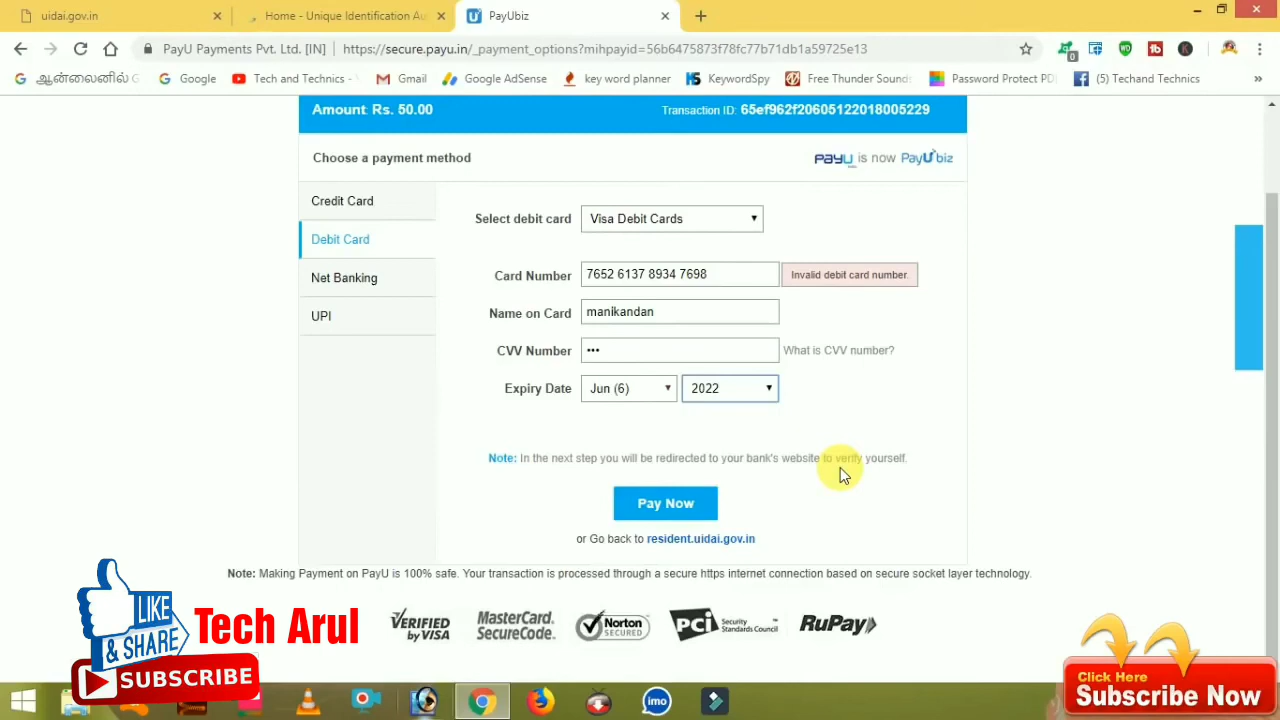 uidai.gov.in
Home - Unique Identification Au
PayUbiz
PayU Payments Pvt. Ltd. [IN]
https://secure.payu.in/_payment_options?mihpayid=56b6475873f78fc77b71db1a59725e13
ஆன்லைனில் G
Google
Tech and Technics -
Gmail
Google AdSense
key word planner
KeywordSpy
Free Thunder Sound
Password Protect PD
(5) Techand Technics
»
Amount: Rs. 50.00
Transaction ID: 65ef962f20605122018005229
Choose a payment method
PayU is now PayUbiz
Credit Card
Debit Card
Net Banking
UPI
Select debit card
Visa Debit Cards
Card Number
7652 6137 8934 7698
Invalid debit card number.
Name on Card
manikandan
CVV Number
•••
What is CVV number?
Expiry Date
Jun (6)
2022
Note: In the next step you will be redirected to your bank's website to verify yourself.
Pay Now
or Go back to resident.uidai.gov.in
Note: Making Payment on PayU is 100% safe. Your transaction is processed through a secure https internet connection based on secure socket layer technology.
LIKE
& SHARE
SUBSCRIBE
Tech Arul
VERIFIED
by VISA
MasterCard.
SecureCode.
Norton
SECURED
PCI
Security
Standards Council
RuPay
Click Here
Subscribe Now
imo